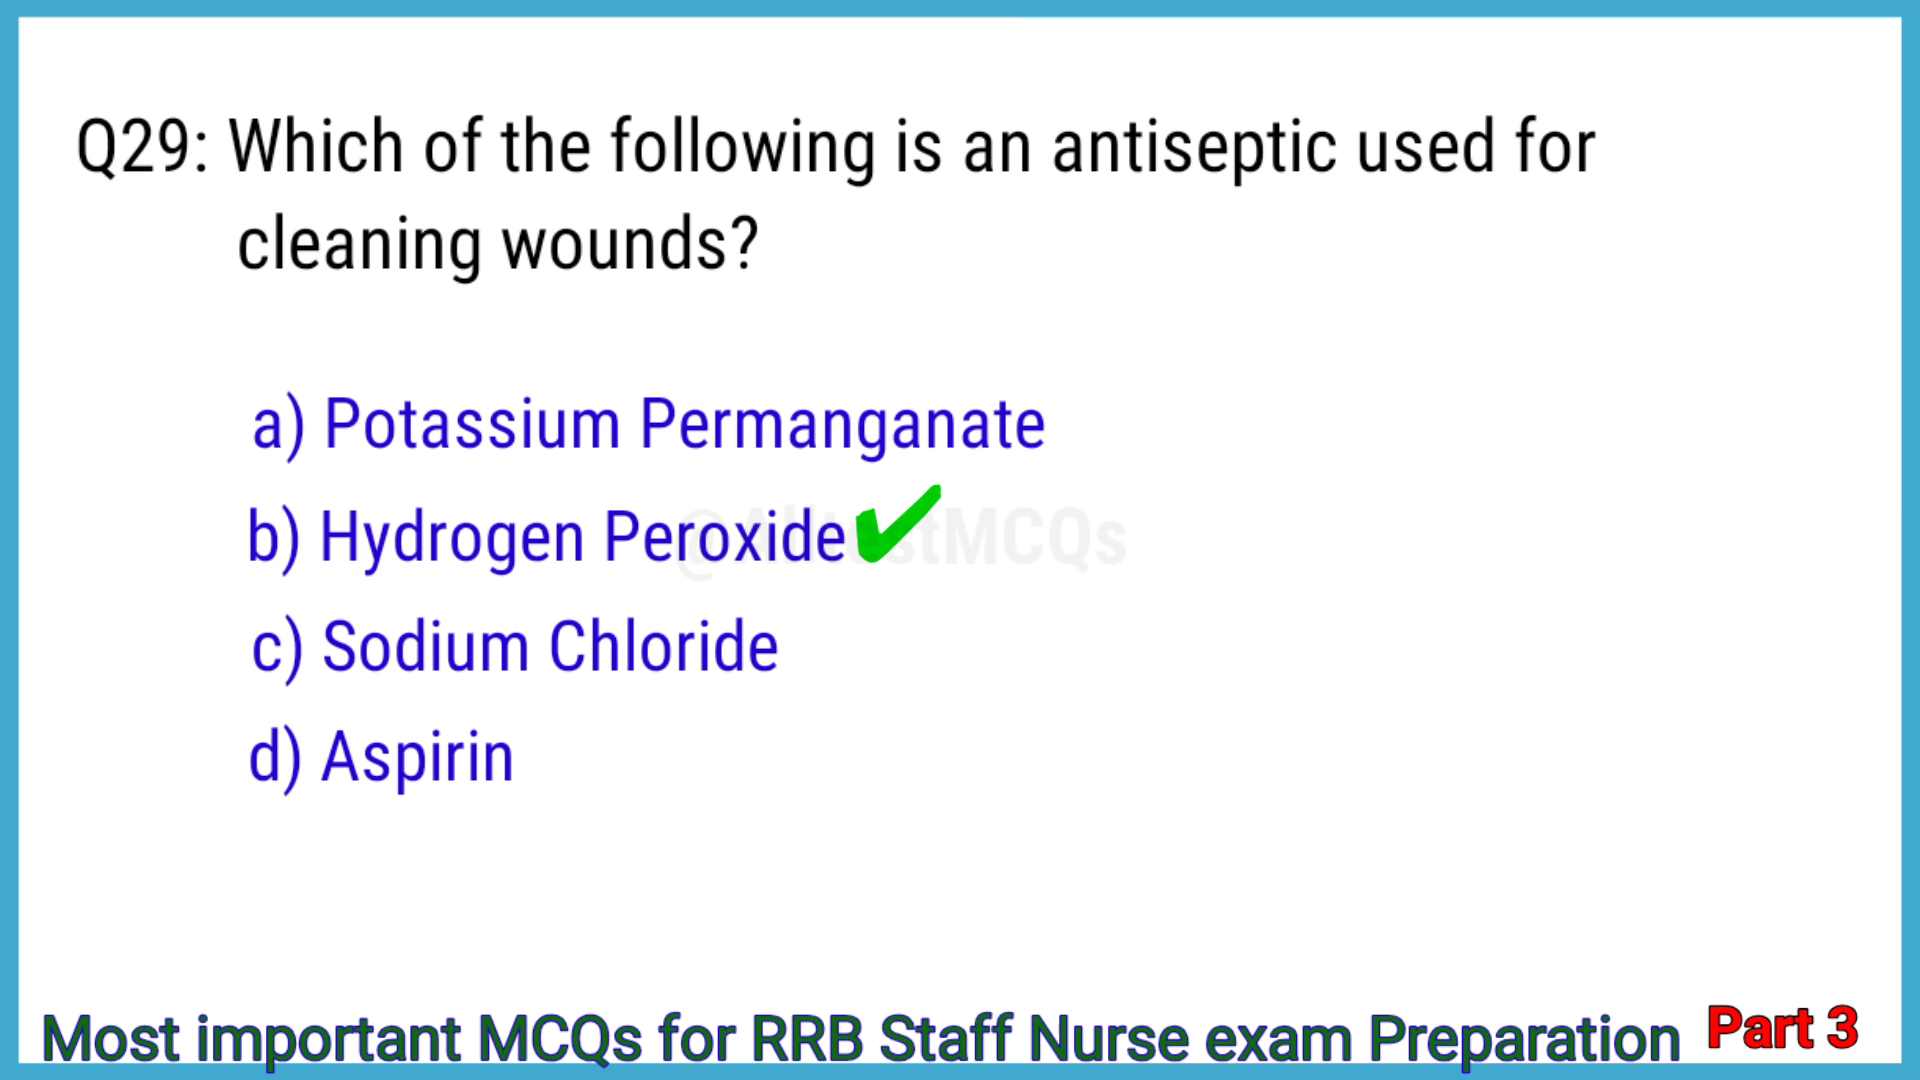 Q29: Which of the following is an antiseptic used for
cleaning wounds?
a) Potassium Permanganate
b) Hydrogen Peroxide
@AlltestMCQs
c) Sodium Chloride
d) Aspirin
Most important MCQs for RRB Staff Nurse exam Preparation Part 3